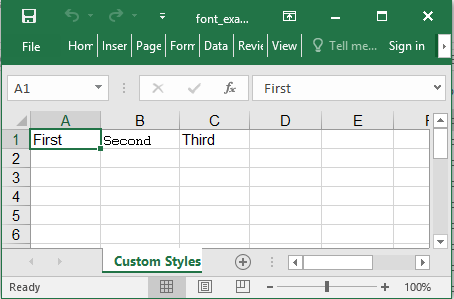 font_exa...
File Hom Inser Page Form Data Revie View Tell me... Sign in
A1 fx First
A B C D E F
1 First Second Third
2
3
4
5
6
Custom Styles
Ready 100%